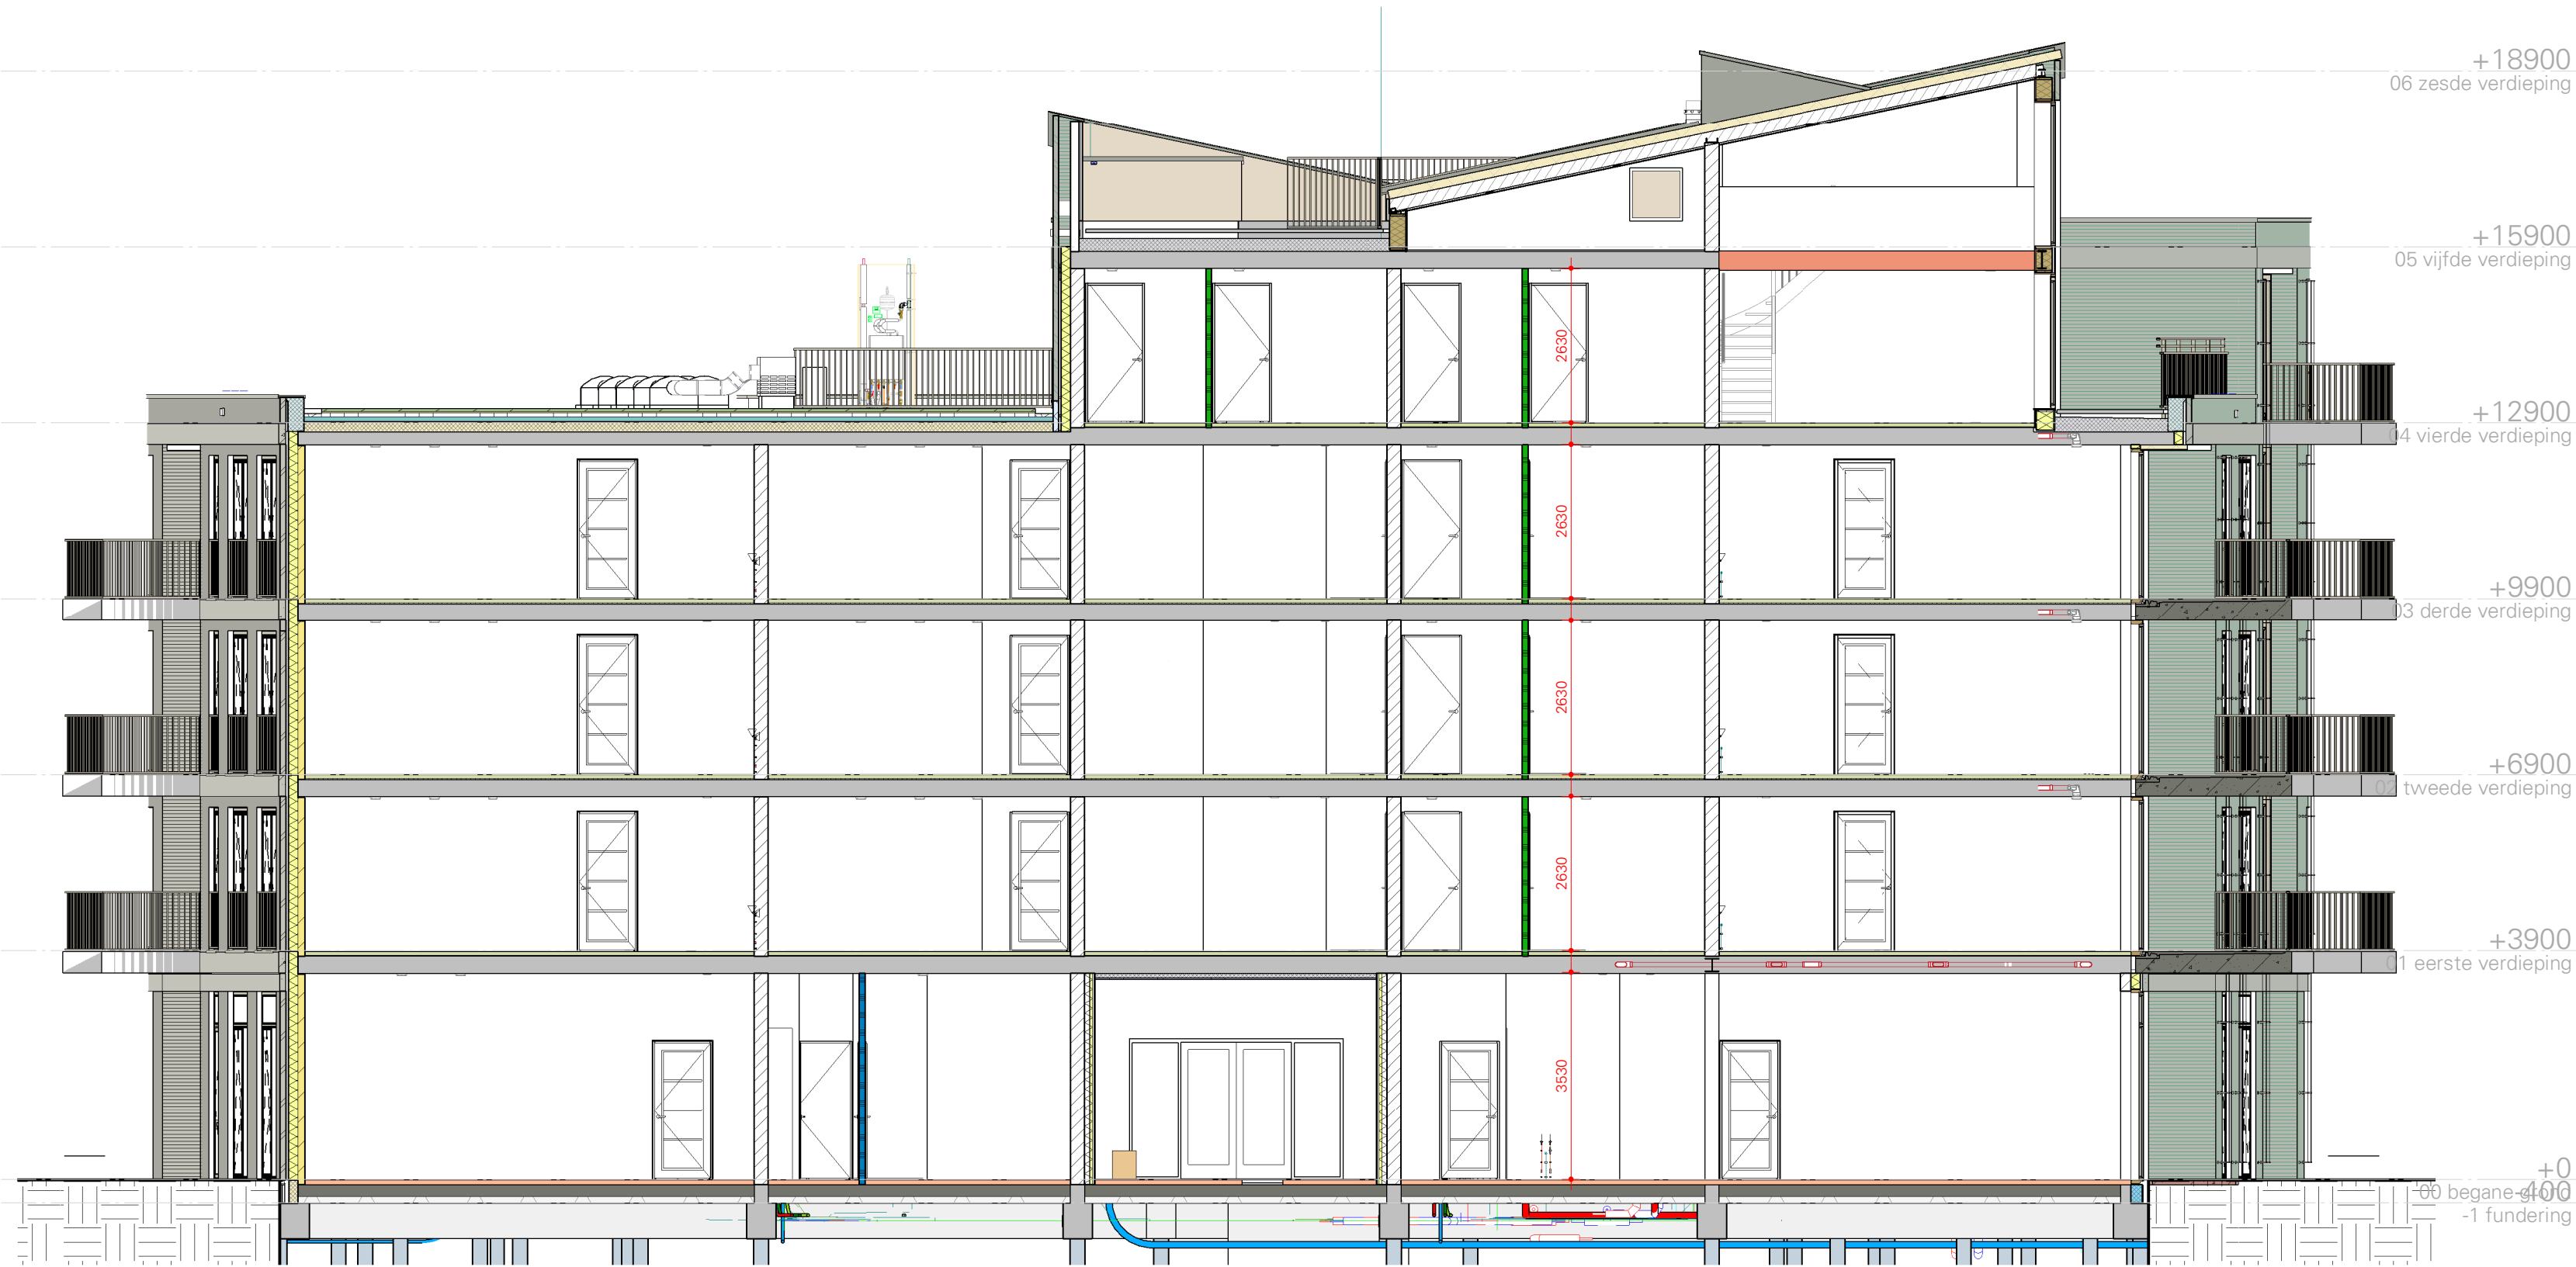 +18900
06 zesde verdieping
+15900
05 vijfde verdieping
2630
+12900
04 vierde verdieping
2630
+9900
03 derde verdieping
2630
+6900
02 tweede verdieping
2630
+3900
01 eerste verdieping
3530
+0
00 begane grond
-400
-1 fundering